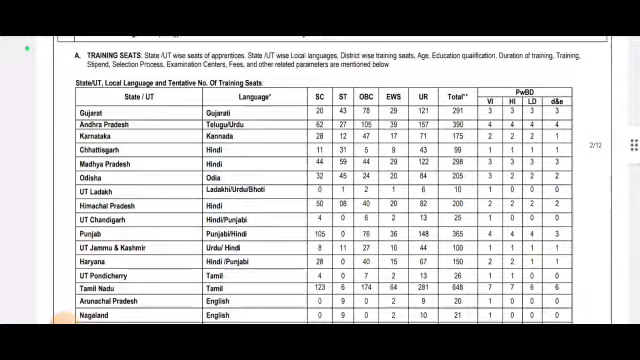 A. TRAINING SEATS: State /UT wise seats of apprentices, State /UT wise Local languages, District wise training seats, Age, Education qualification, Duration of training, Training,
Stipend, Selection Process, Examination Centers, Fees, and other related parameters are mentioned below
State/UT, Local Language and Tentative No. of Training Seats:
State / UT Language* SC ST OBC EWS UR Total** PwBD
VI HI LD d&e
Gujarat Gujarati 20 43 78 29 121 291 3 3 3 3
Andhra Pradesh Telugu/Urdu 62 27 105 39 157 390 4 4 4 4
Karnataka Kannada 28 12 47 17 71 175 2 2 2 1
Chhattisgarh Hindi 11 31 5 9 43 99 1 1 1 1
Madhya Pradesh Hindi 44 59 44 29 122 298 3 3 3 3
Odisha Odia 32 45 24 20 84 205 3 2 2 2
UT Ladakh Ladakhi/Urdu/Bhoti 0 1 2 1 6 10 1 0 0 0
Himachal Pradesh Hindi 50 08 40 20 82 200 2 2 2 2
UT Chandigarh Hindi/Punjabi 4 0 6 2 13 25 1 0 0 0
Punjab Punjabi/Hindi 105 0 76 36 148 365 4 4 4 3
UT Jammu & Kashmir Urdu/ Hindi 8 11 27 10 44 100 1 1 1 1
Haryana Hindi /Punjabi 28 0 40 15 67 150 2 2 1 1
UT Pondicherry Tamil 4 0 7 2 13 26 1 1 0 0
Tamil Nadu Tamil 123 6 174 64 281 648 7 7 6 6
Arunachal Pradesh English 0 9 0 2 9 20 1 0 0 0
Nagaland English 0 9 0 2 10 21 1 0 0 0
2/12